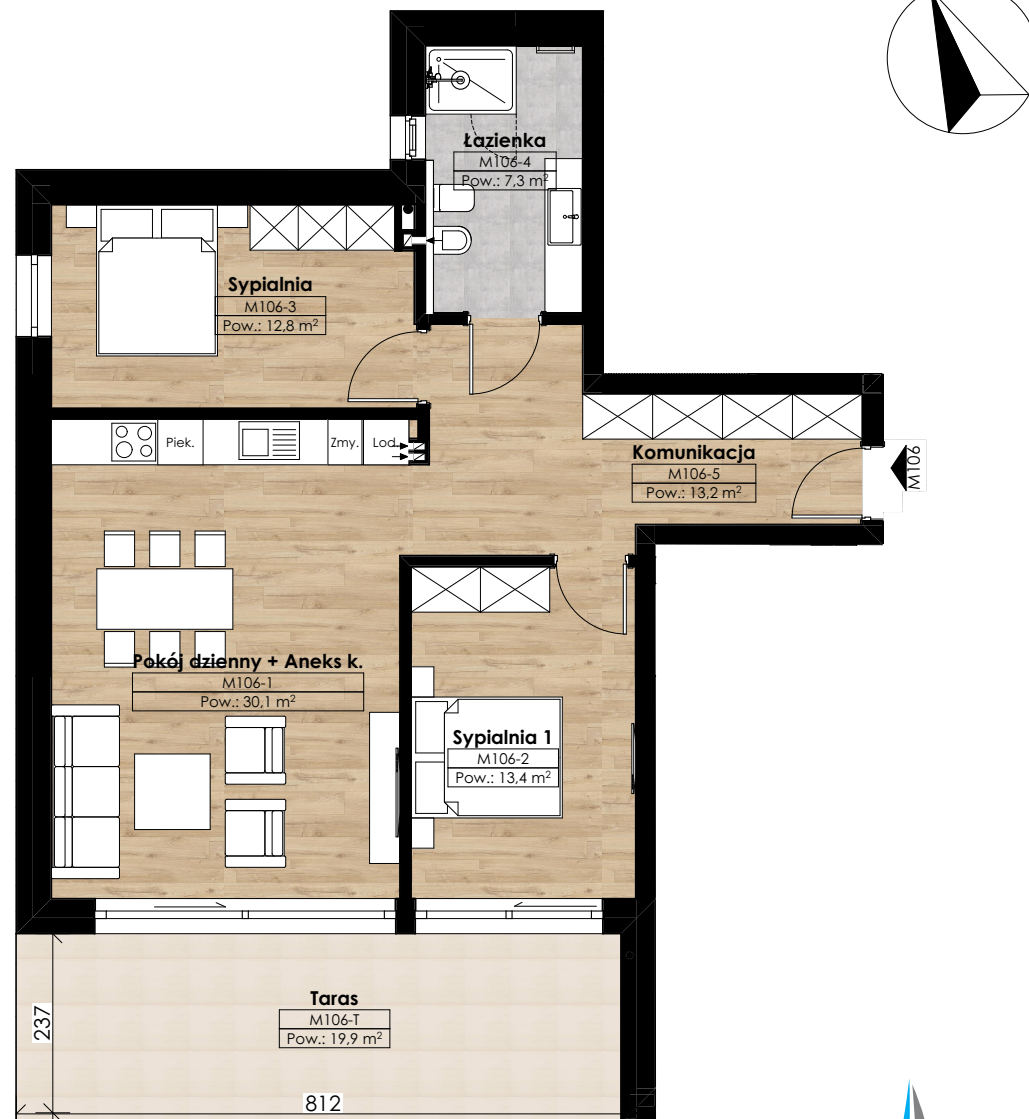 Łazienka
M106-4
Pow.: 7,3 m²
Sypialnia
M106-3
Pow.: 12,8 m²
Piek.
Zmy.
Lod.
Komunikacja
M106-5
Pow.: 13,2 m²
M106
Pokój dzienny + Aneks k.
M106-1
Pow.: 30,1 m²
Sypialnia 1
M106-2
Pow.: 13,4 m²
Taras
M106-T
Pow.: 19,9 m²
237
812